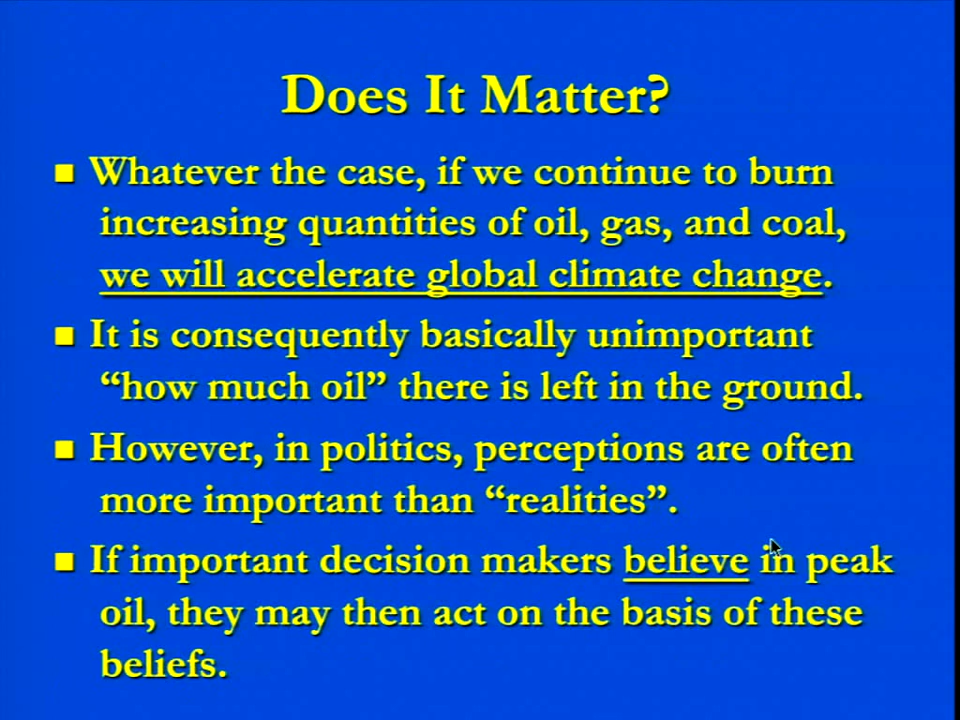 Does It Matter?
■ Whatever the case, if we continue to burn
increasing quantities of oil, gas, and coal,
we will accelerate global climate change.
■ It is consequently basically unimportant
“how much oil” there is left in the ground.
■ However, in politics, perceptions are often
more important than “realities”.
■ If important decision makers believe in peak
oil, they may then act on the basis of these
beliefs.